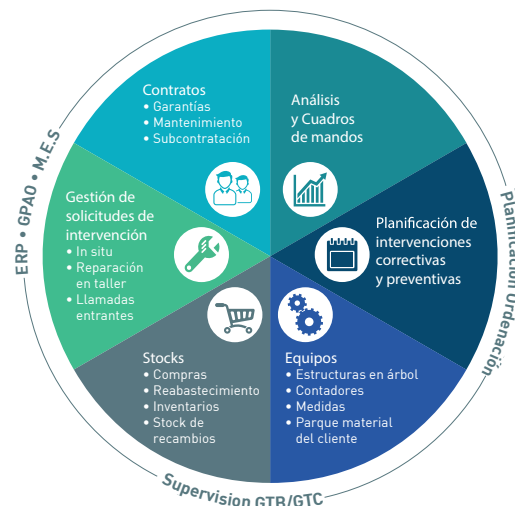 Contratos
• Garantías
• Mantenimiento
• Subcontratación
Análisis
y Cuadros
de mandos
Planificación de
intervenciones
correctivas
y preventivas
Equipos
• Estructuras en árbol
• Contadores
• Medidas
• Parque material
del cliente
Stocks
• Compras
• Reabastecimiento
• Inventarios
• Stock de
recambios
Gestión de
solicitudes de
intervención
• In situ
• Reparación
en taller
• Llamadas
entrantes
ERP • GPAO • M.E.S
Planificación Ordenación
Supervision GTB/GTC